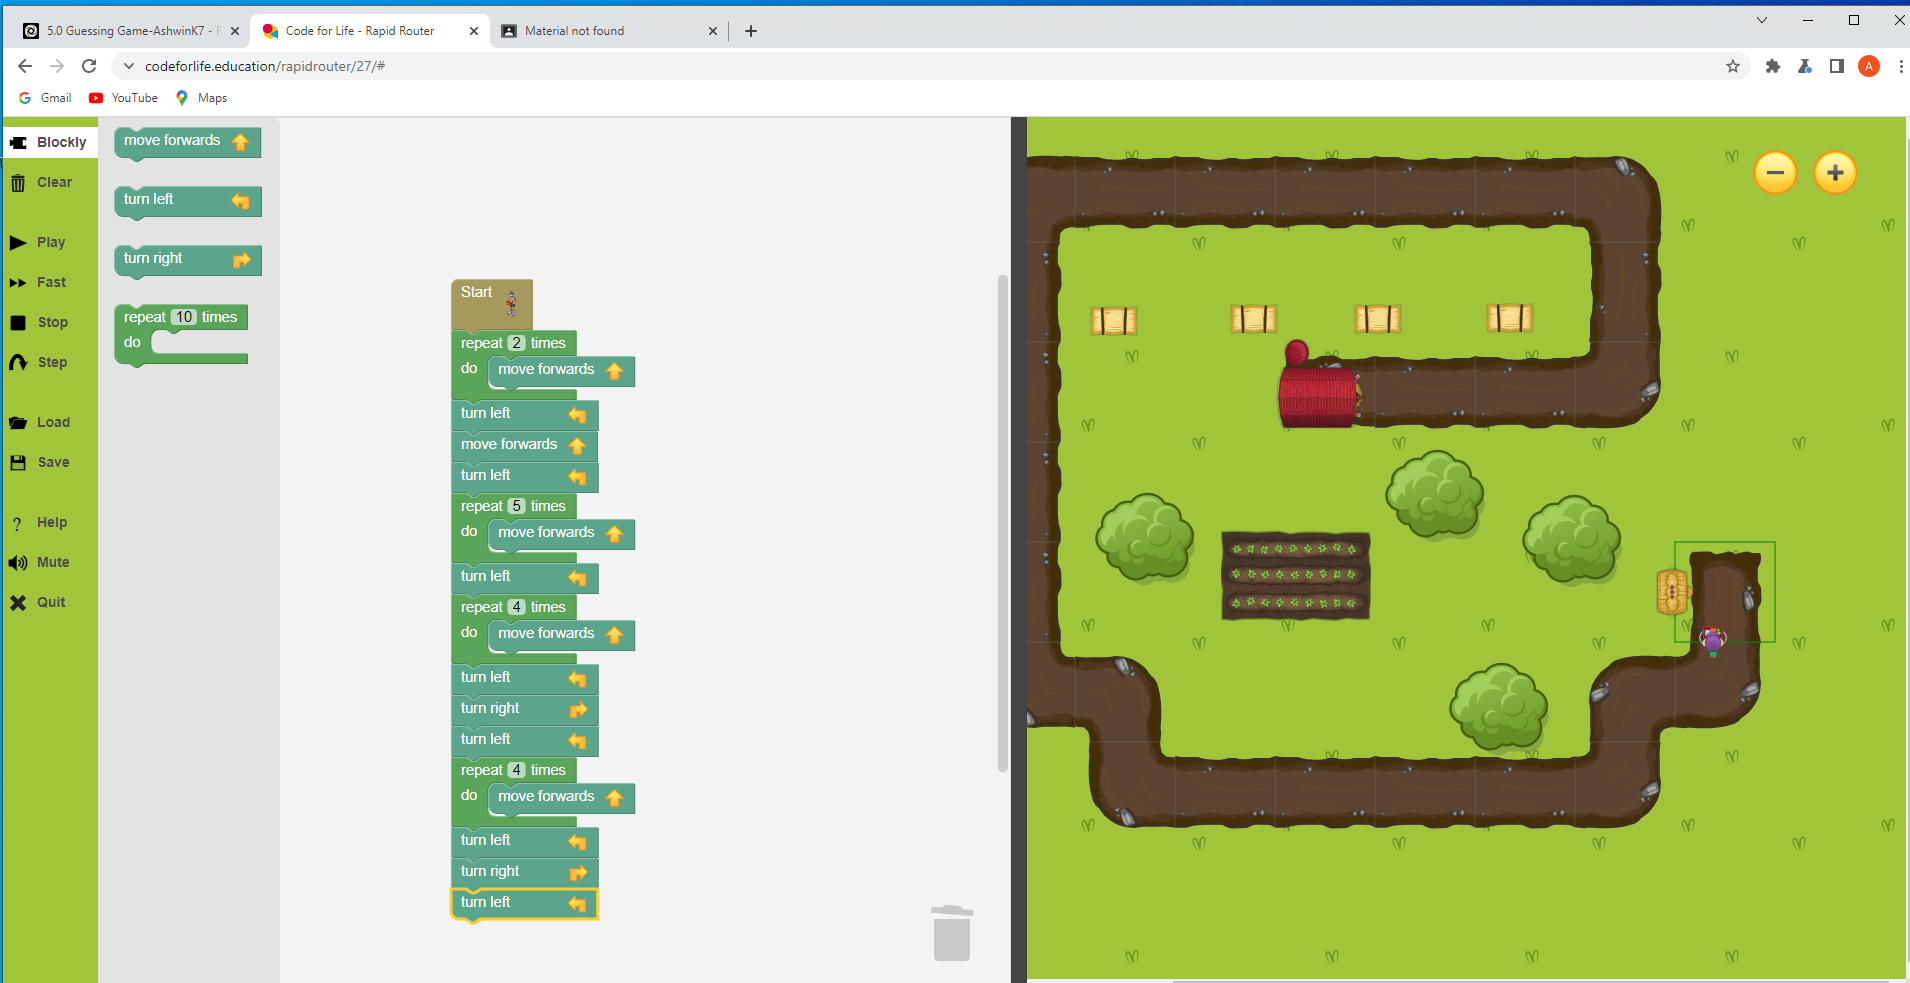 5.0 Guessing Game-AshwinK7 - R
Code for Life - Rapid Router
Material not found
codeforlife.education/rapidrouter/27/#
A
Gmail
YouTube
Maps
Blockly
Clear
Play
Fast
Stop
Step
Load
Save
? Help
Mute
Quit
move forwards
turn left
turn right
repeat 10 times
do
Start
repeat 2 times
do move forwards
turn left
move forwards
turn left
repeat 5 times
do move forwards
turn left
repeat 4 times
do move forwards
turn left
turn right
turn left
repeat 4 times
do move forwards
turn left
turn right
turn left